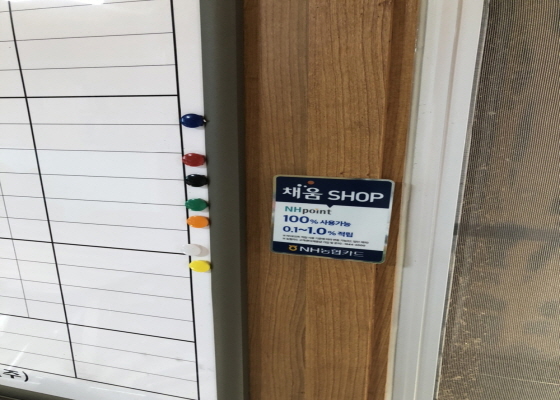 채움 SHOP
NHpoint
100% 사용가능
0.1~1.0% 적립
NH농협카드
주)